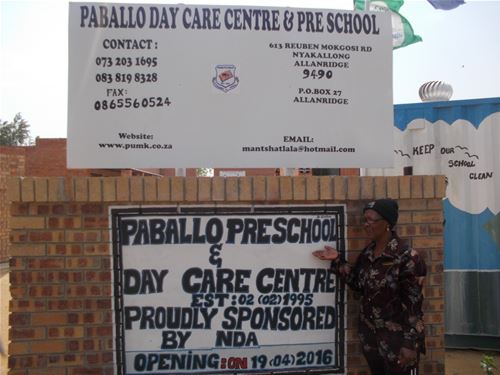 PABALLO DAY CARE CENTRE & PRE SCHOOL
CONTACT :
073 203 1695
083 819 8328
FAX:
0865560524
613 REUBEN MOKGOSI RD
NYAKALLONG
ALLANRIDGE
9490
P.O.BOX 27
ALLANRIDGE
Website:
www.pumk.co.za
EMAIL:
mantshatlala@hotmail.com
KEEP OUR
SCHOOL
CLEAN
PABALLO PRESCHOOL
&
DAY CARE CENTRE
EST: 02 (02) 1995
PROUDLY SPONSORED
BY NDA
OPENING: ON 19 (04) 2016